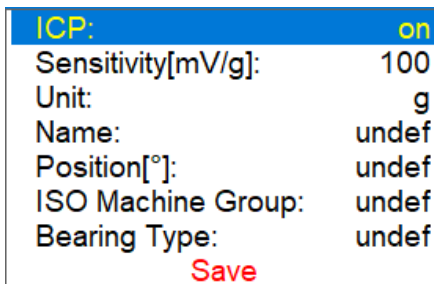 ICP: on
Sensitivity[mV/g]: 100
Unit: g
Name: undef
Position[°]: undef
ISO Machine Group: undef
Bearing Type: undef
Save